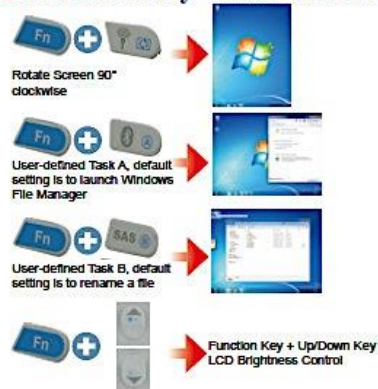 Fn
Rotate Screen 90°
clockwise
Fn
A
User-defined Task A, default
setting is to launch Windows
File Manager
Fn
SAS
User-defined Task B, default
setting is to rename a file
Fn
Function Key + Up/Down Key
LCD Brightness Control